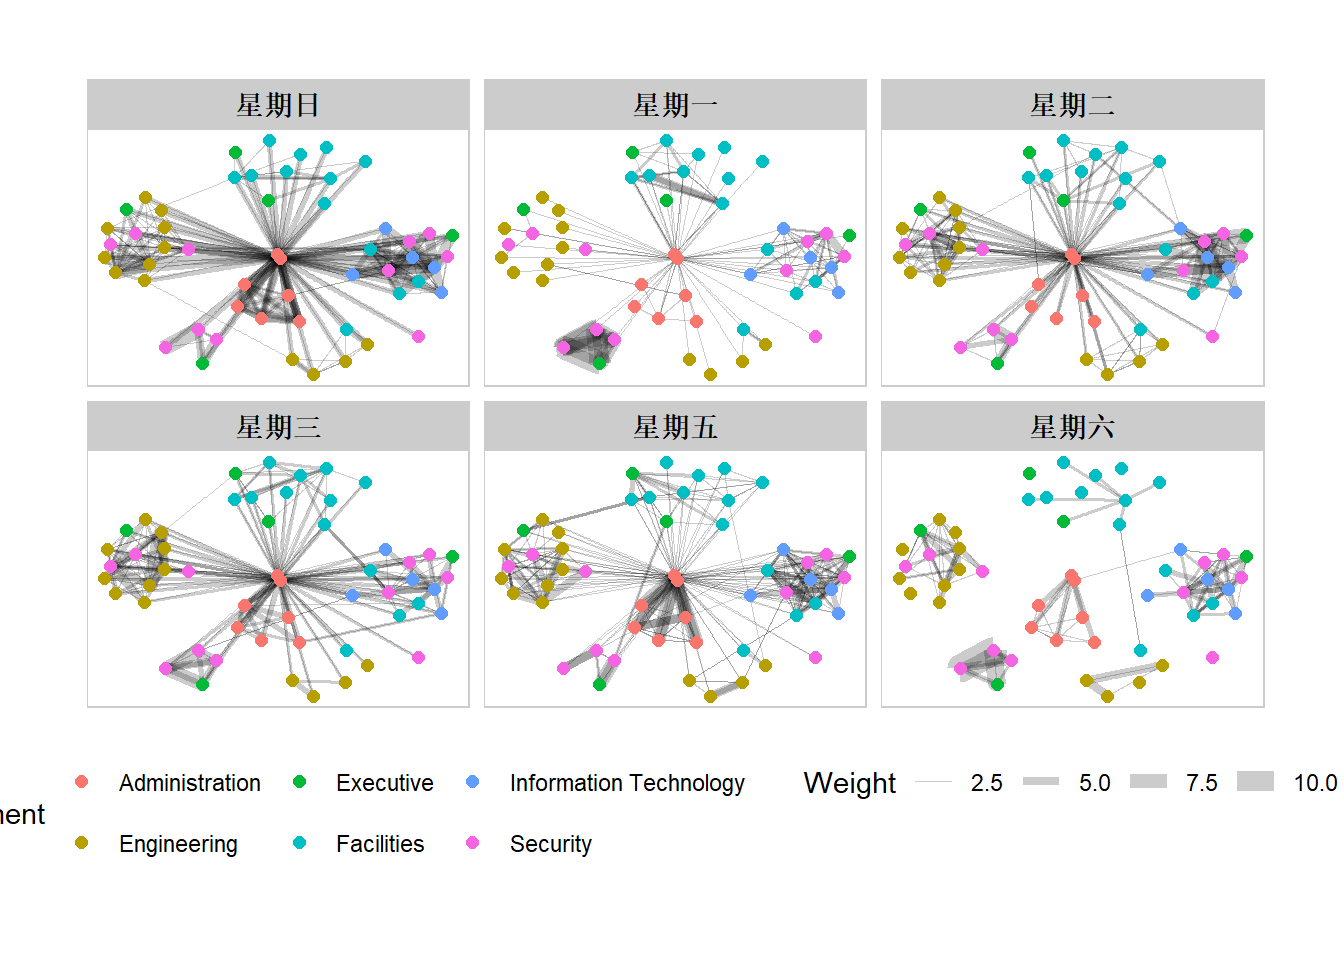 星期日 星期一 星期二
星期三 星期五 星期六
Administration Executive Information Technology Weight 2.5 5.0 7.5 10.0
ment
Engineering Facilities Security